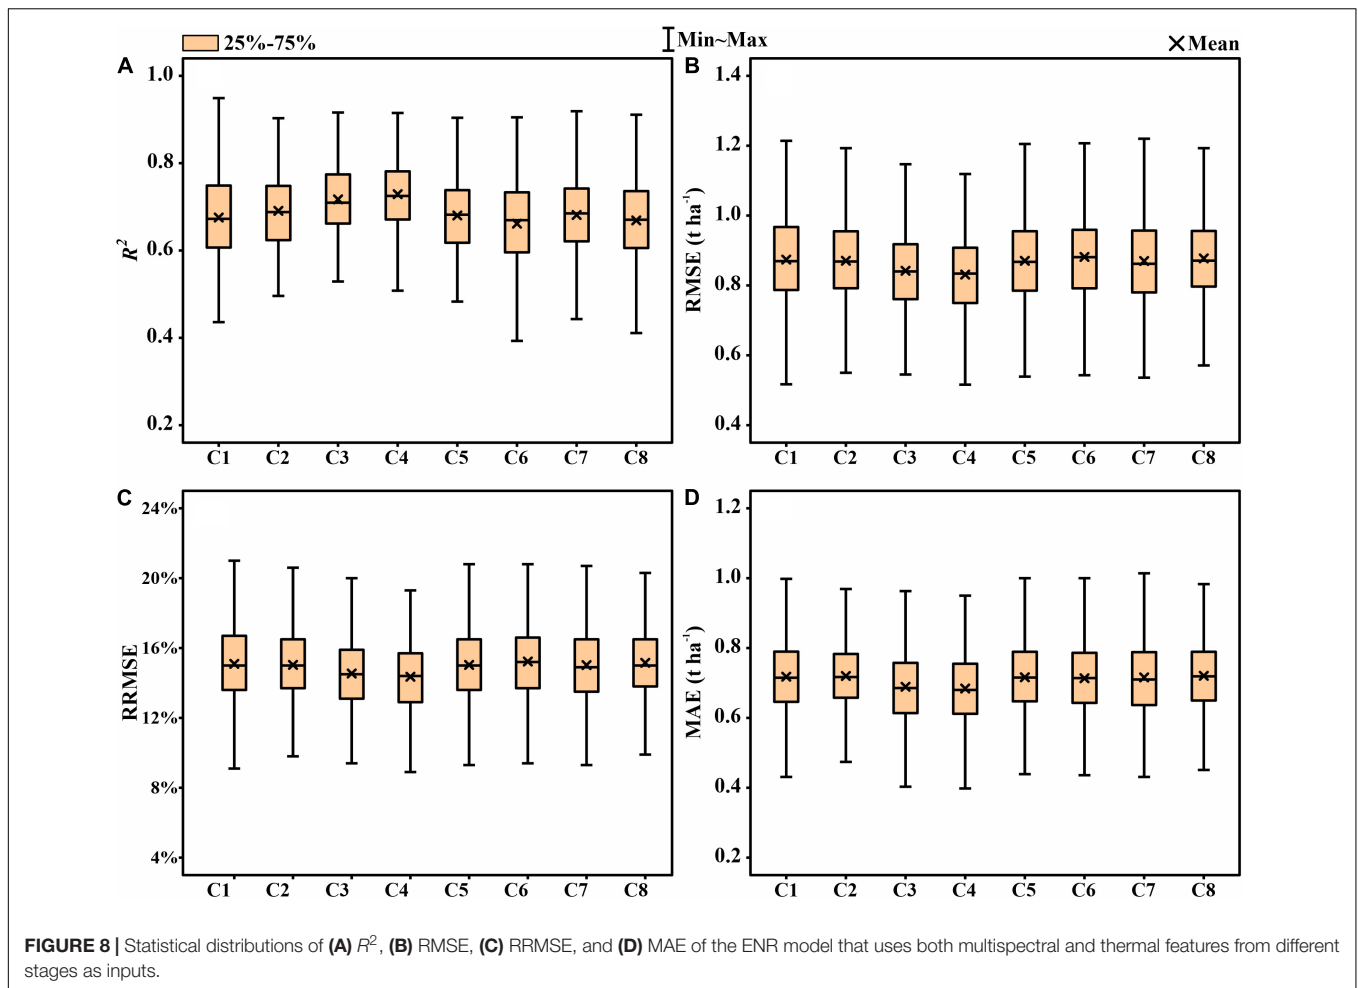 25%-75%
Min~Max
Mean
A
R²
1.0
0.8
0.6
0.4
0.2
C1 C2 C3 C4 C5 C6 C7 C8
B
RMSE (t ha⁻¹)
1.4
1.2
1.0
0.8
0.6
0.4
C1 C2 C3 C4 C5 C6 C7 C8
C
RRMSE
24%
20%
16%
12%
8%
4%
C1 C2 C3 C4 C5 C6 C7 C8
D
MAE (t ha⁻¹)
1.2
1.0
0.8
0.6
0.4
0.2
C1 C2 C3 C4 C5 C6 C7 C8
FIGURE 8 | Statistical distributions of (A) R², (B) RMSE, (C) RRMSE, and (D) MAE of the ENR model that uses both multispectral and thermal features from different
stages as inputs.